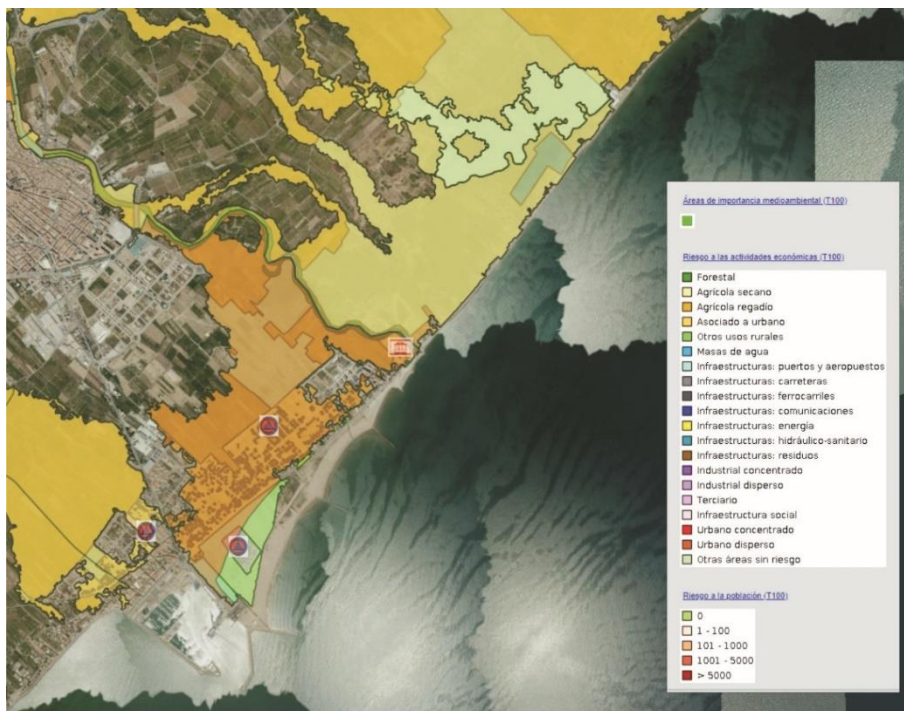 Áreas de importancia medioambiental (T100)
Riesgo a las actividades económicas (T100)
Forestal
Agrícola secano
Agrícola regadío
Asociado a urbano
Otros usos rurales
Masas de agua
Infraestructuras: puertos y aeropuestos
Infraestructuras: carreteras
Infraestructuras: ferrocarriles
Infraestructuras: comunicaciones
Infraestructuras: energía
Infraestructuras: hidráulico-sanitario
Infraestructuras: residuos
Industrial concentrado
Industrial disperso
Terciario
Infraestructura social
Urbano concentrado
Urbano disperso
Otras áreas sin riesgo
Riesgo a la población (T100)
0
1 - 100
101 - 1000
1001 - 5000
> 5000